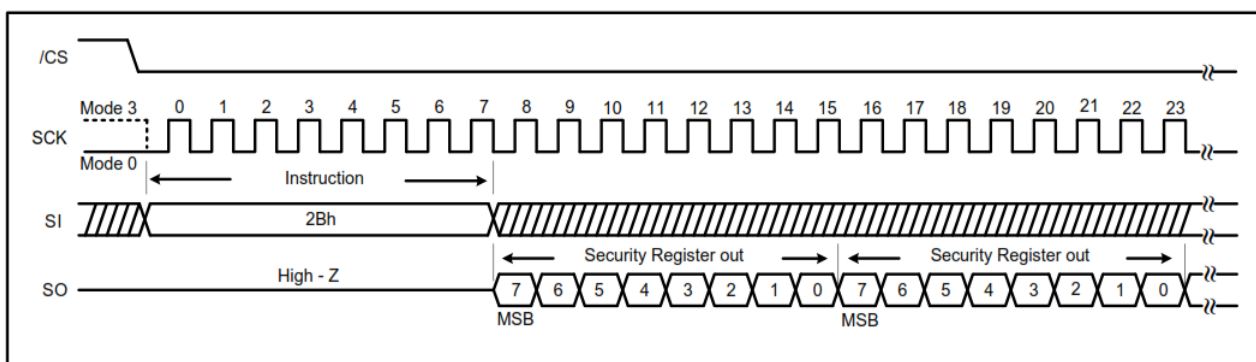 /CS
Mode 3 0 1 2 3 4 5 6 7 8 9 10 11 12 13 14 15 16 17 18 19 20 21 22 23
SCK
Mode 0
Instruction
SI 2Bh
Security Register out Security Register out
High - Z
SO 7 6 5 4 3 2 1 0 7 6 5 4 3 2 1 0
MSB MSB